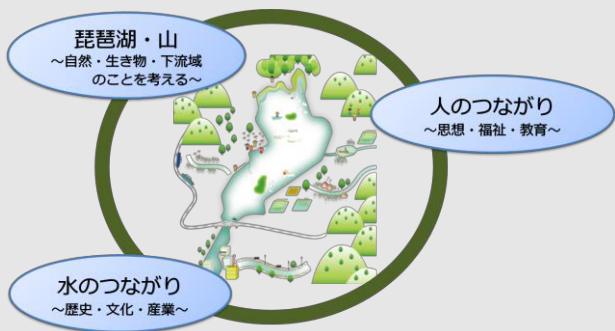 琵琶湖・山
～自然・生き物・下流域
のことを考える～
人のつながり
～思想・福祉・教育～
水のつながり
～歴史・文化・産業～